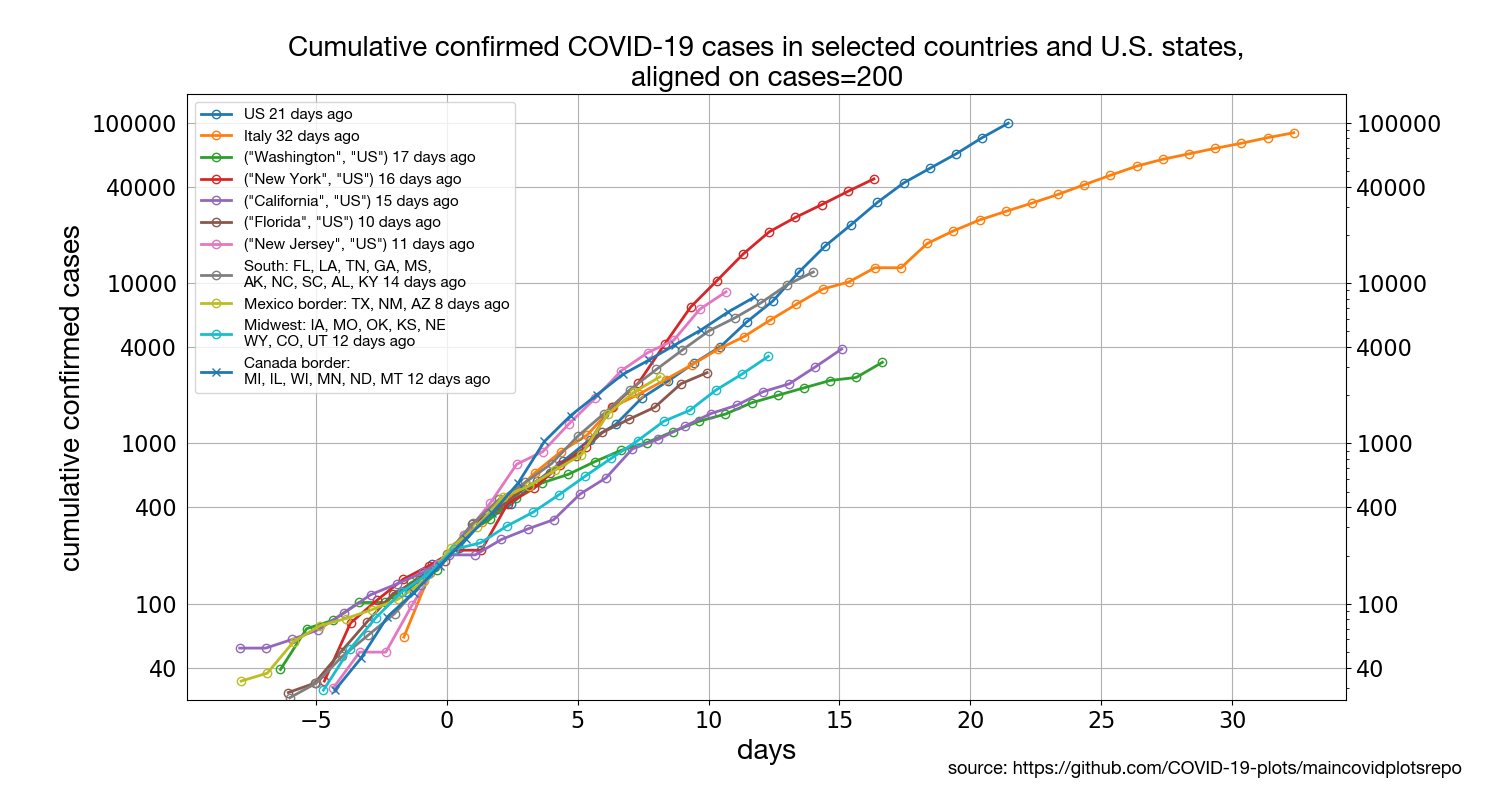 Cumulative confirmed COVID-19 cases in selected countries and U.S. states,
aligned on cases=200
US 21 days ago
Italy 32 days ago
("Washington", "US") 17 days ago
("New York", "US") 16 days ago
("California", "US") 15 days ago
("Florida", "US") 10 days ago
("New Jersey", "US") 11 days ago
South: FL, LA, TN, GA, MS,
AK, NC, SC, AL, KY 14 days ago
Mexico border: TX, NM, AZ 8 days ago
Midwest: IA, MO, OK, KS, NE
WY, CO, UT 12 days ago
Canada border:
MI, IL, WI, MN, ND, MT 12 days ago
cumulative confirmed cases
100000
40000
10000
4000
1000
400
100
40
100000
40000
10000
4000
1000
400
100
40
−5 0 5 10 15 20 25 30
days
source: https://github.com/COVID-19-plots/maincovidplotsrepo